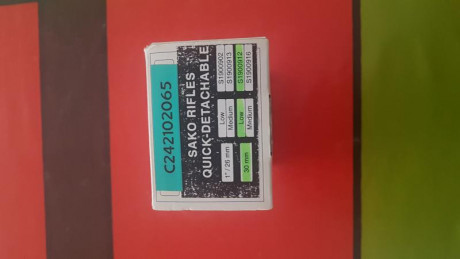 C242102065
SAKO RIFLES
QUICK-DETACHABLE
1"/26 mm Low S1900902
Medium S1900913
30 mm Low S1900912
Medium S1900916